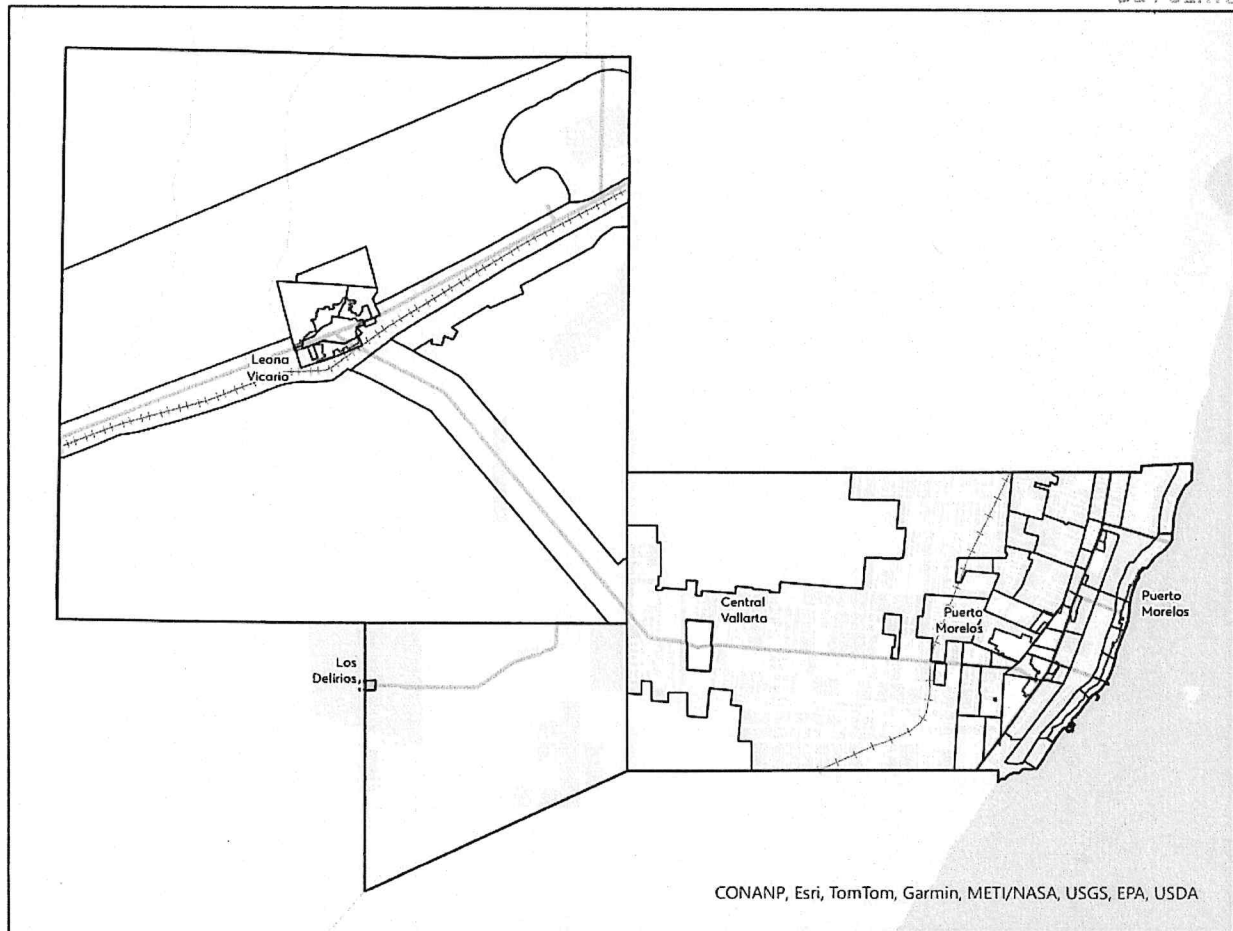 Leona
Vicario
Central
Vallarta
Puerto
Morelos
Puerto
Morelos
Los
Delirios
CONANP, Esri, TomTom, Garmin, METI/NASA, USGS, EPA, USDA